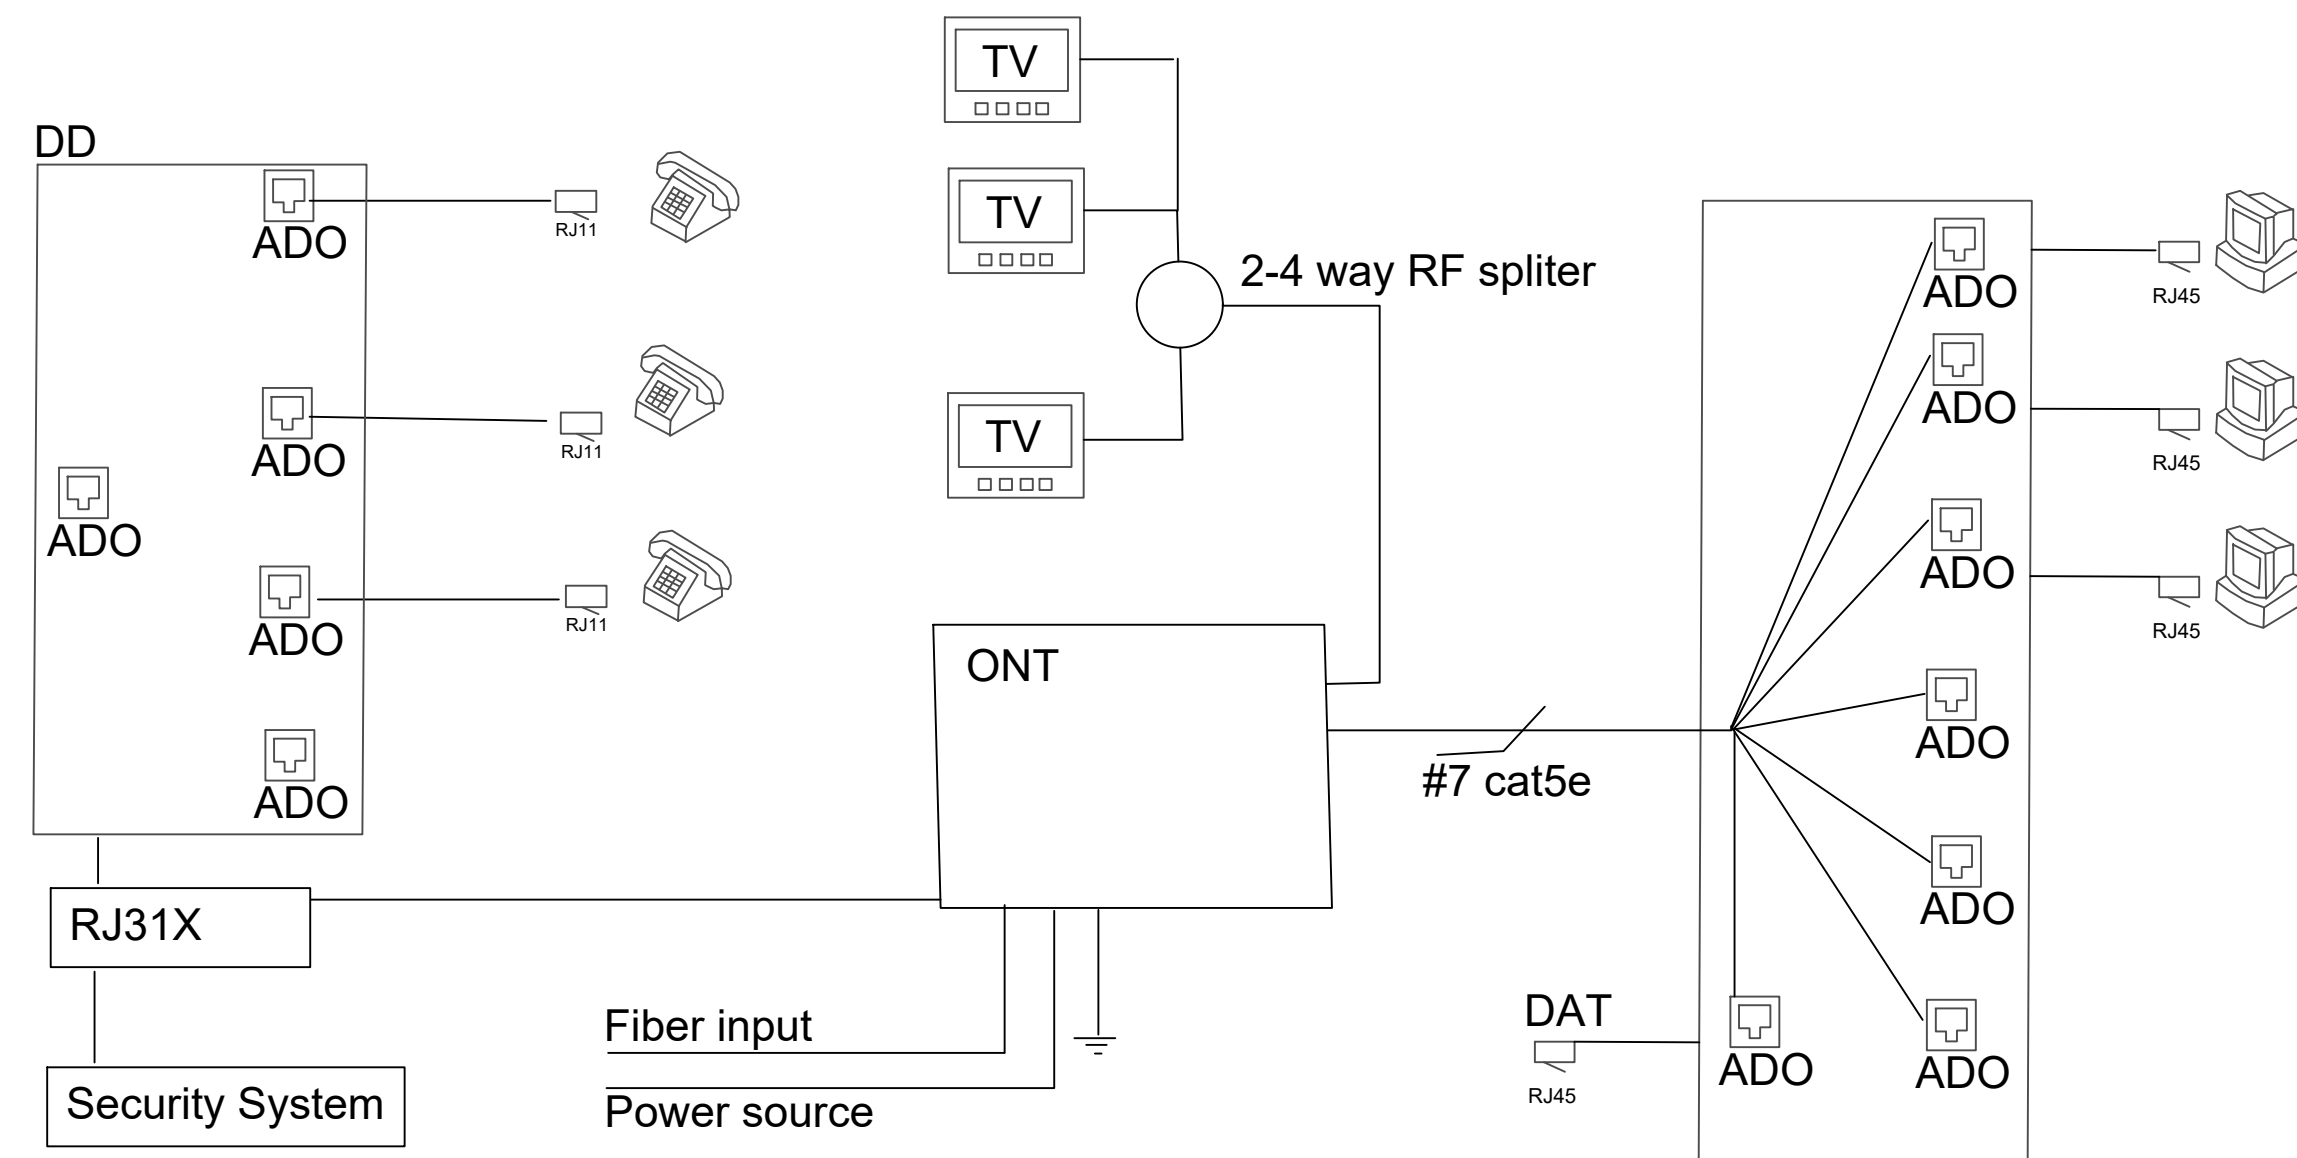 DD
ADO
RJ11
ADO
RJ11
ADO
ADO
RJ11
ADO
RJ31X
Security System
TV
TV
2-4 way RF spliter
TV
ONT
#7 cat5e
Fiber input
Power source
ADO
RJ45
ADO
RJ45
ADO
RJ45
ADO
ADO
DAT
RJ45
ADO
ADO